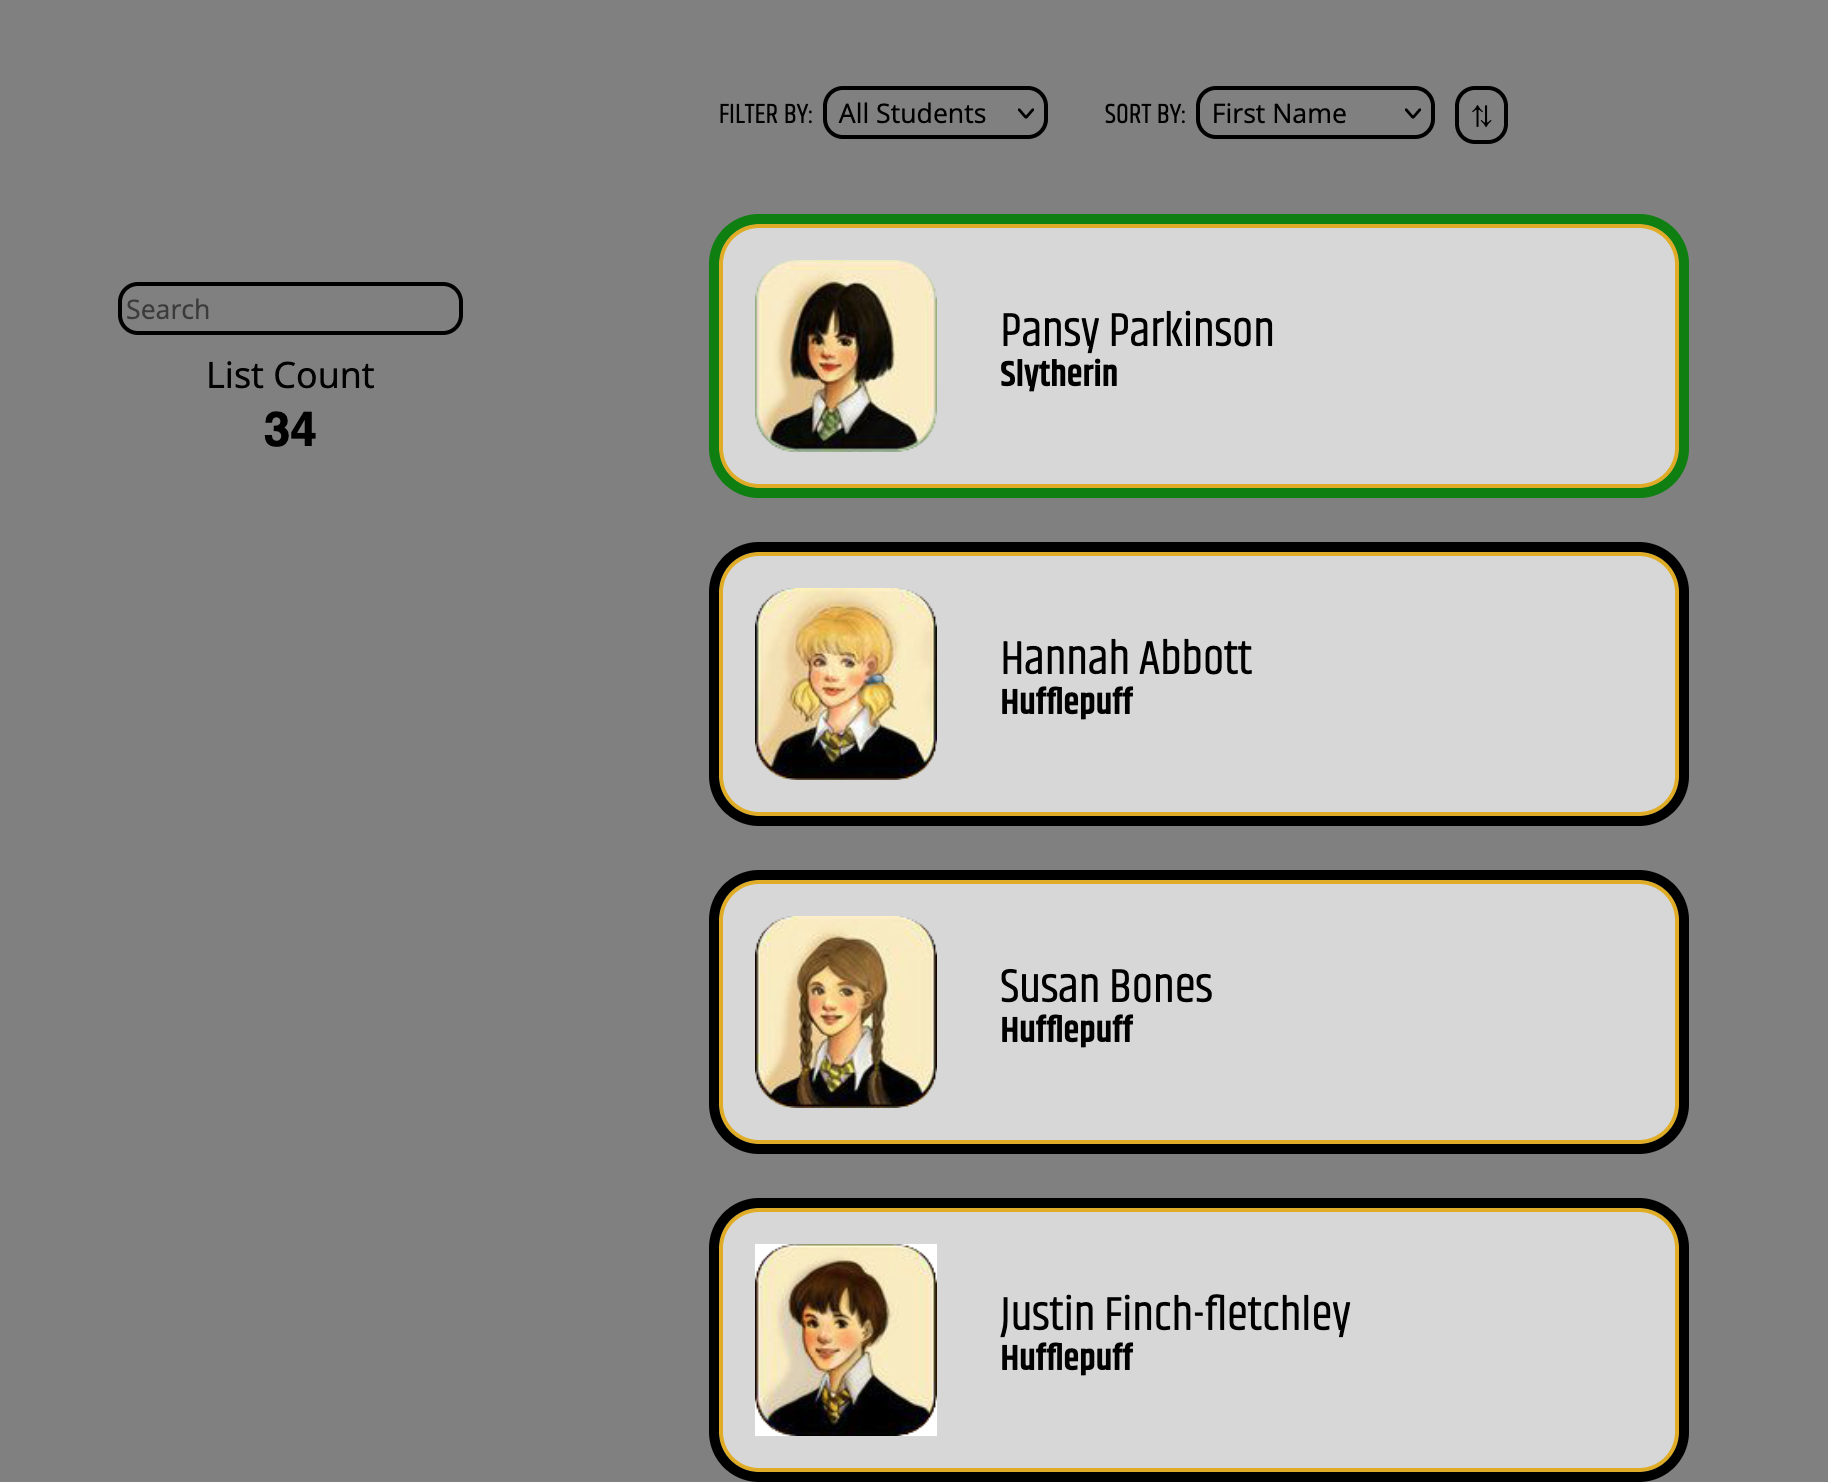 FILTER BY: All Students SORT BY: First Name ⇅
Search
List Count
34
Pansy Parkinson
Slytherin
Hannah Abbott
Hufflepuff
Susan Bones
Hufflepuff
Justin Finch-fletchley
Hufflepuff